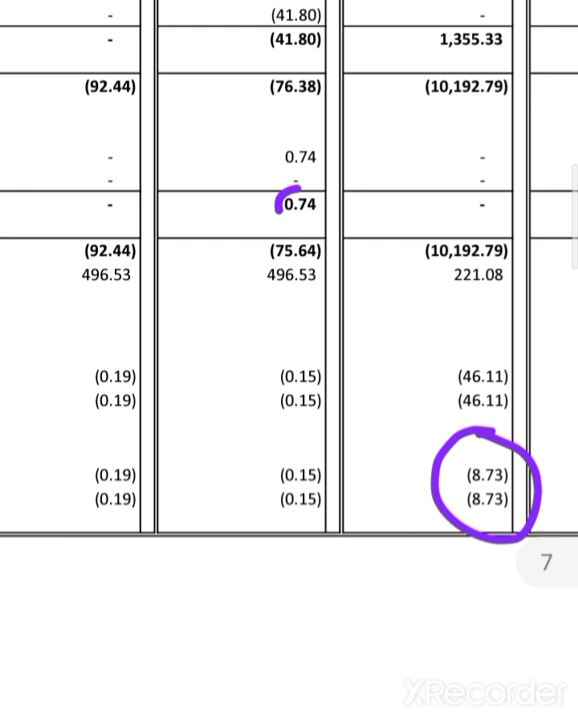 - (41.80) -
- (41.80) 1,355.33
(92.44) (76.38) (10,192.79)
- 0.74 -
- - -
- 0.74 -
(92.44) (75.64) (10,192.79)
496.53 496.53 221.08
(0.19) (0.15) (46.11)
(0.19) (0.15) (46.11)
(0.19) (0.15) (8.73)
(0.19) (0.15) (8.73)
7
XRecorder